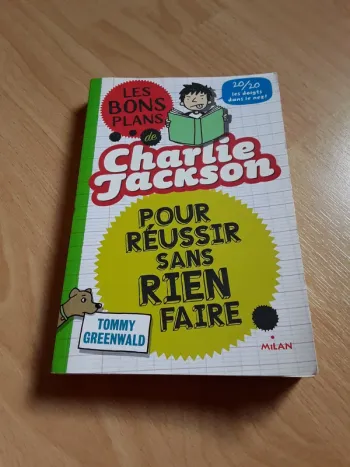 LES
BONS
PLANS
de
20/20
les doigts
dans le nez!
Charlie
Jackson
POUR
RÉUSSIR
SANS
RIEN
FAIRE
TOMMY
GREENWALD
MILAN